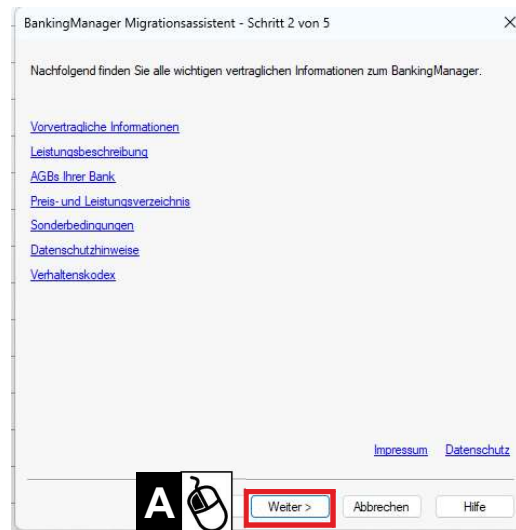 BankingManager Migrationsassistent - Schritt 2 von 5
Nachfolgend finden Sie alle wichtigen vertraglichen Informationen zum BankingManager.
Vorvertragliche Informationen
Leistungsbeschreibung
AGBs Ihrer Bank
Preis- und Leistungsverzeichnis
Sonderbedingungen
Datenschutzhinweise
Verhaltenskodex
Impressum Datenschutz
A Weiter > Abbrechen Hilfe